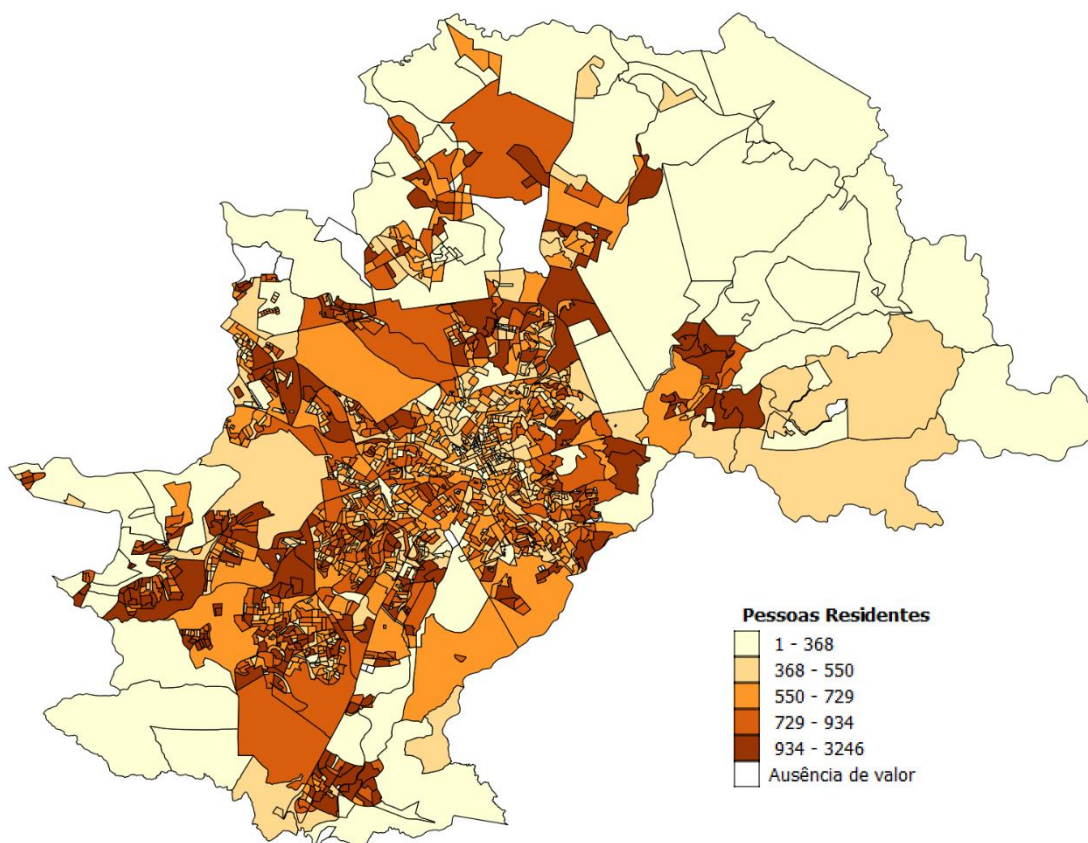 Pessoas Residentes
1 - 368
368 - 550
550 - 729
729 - 934
934 - 3246
Ausência de valor